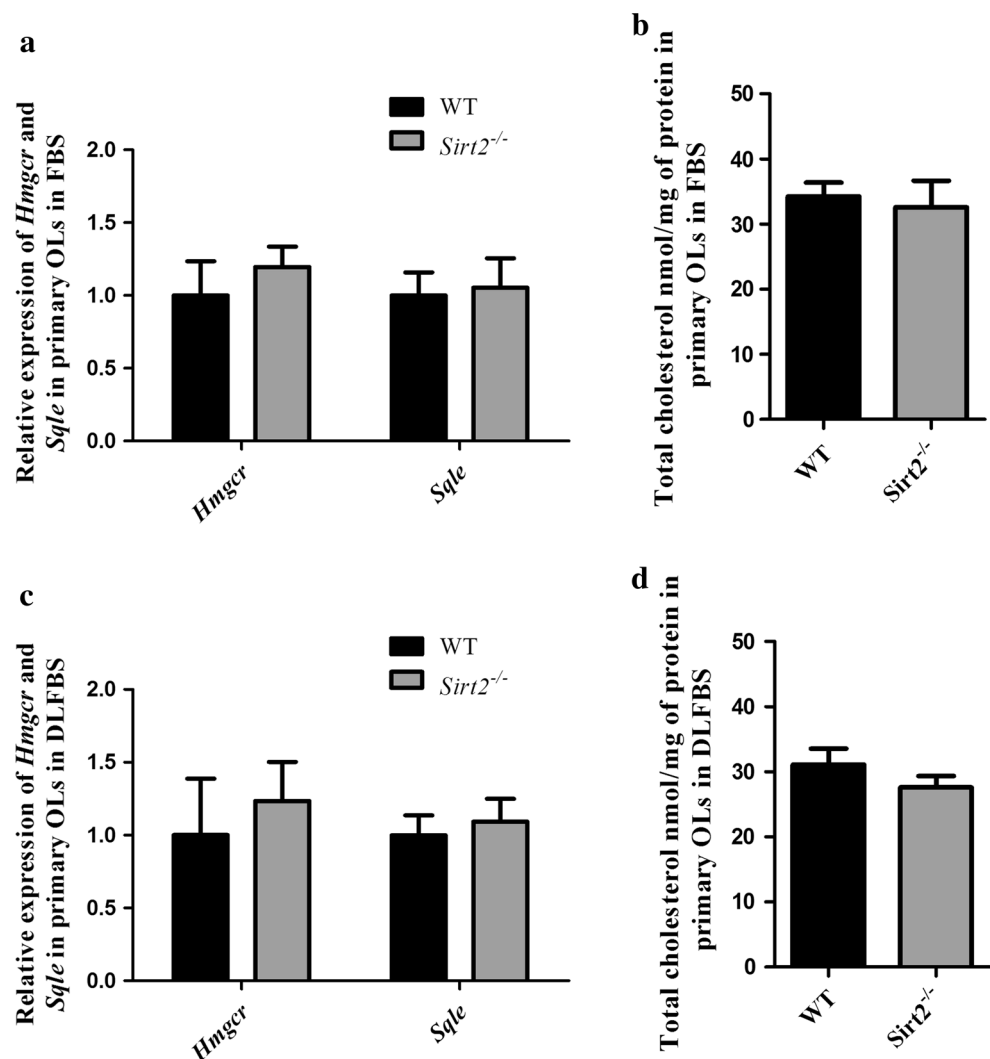 a
Relative expression of Hmgcr and
Sqle in primary OLs in FBS
WT
Sirt2-/-
2.0
1.5
1.0
0.5
0.0
Hmgcr
Sqle
b
Total cholesterol nmol/mg of protein in
primary OLs in FBS
50
40
30
20
10
0
WT
Sirt2-/-
c
Relative expression of Hmgcr and
Sqle in primary OLs in DLFBS
WT
Sirt2-/-
2.0
1.5
1.0
0.5
0.0
Hmgcr
Sqle
d
Total cholesterol nmol/mg of protein in
primary OLs in DLFBS
50
40
30
20
10
0
WT
Sirt2-/-